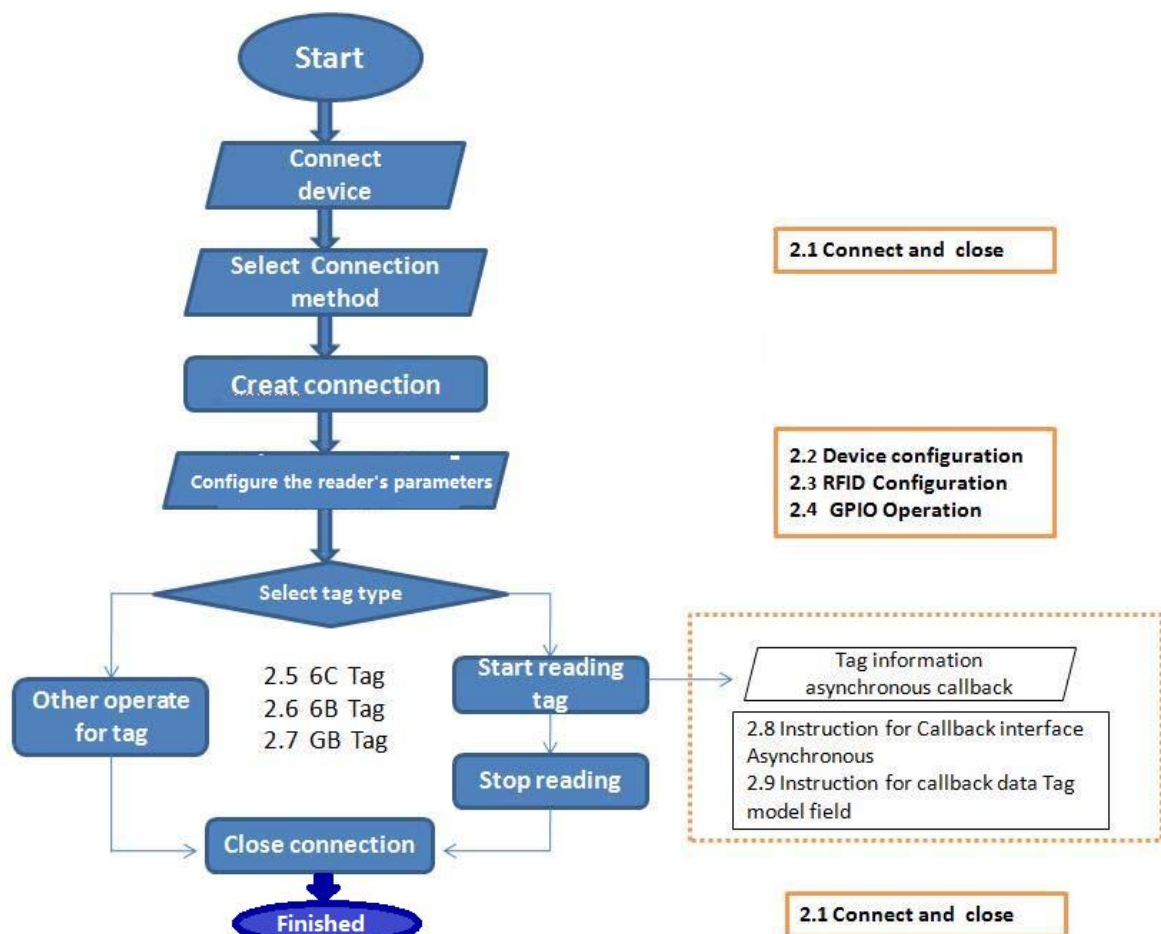 Start
Connect
device
Select Connection
method
2.1 Connect and close
Creat connection
Configure the reader's parameters
2.2 Device configuration
2.3 RFID Configuration
2.4 GPIO Operation
Select tag type
Other operate
for tag
2.5 6C Tag
2.6 6B Tag
2.7 GB Tag
Start reading
tag
Stop reading
Tag information
asynchronous callback
2.8 Instruction for Callback interface
Asynchronous
2.9 Instruction for callback data Tag
model field
Close connection
Finished
2.1 Connect and close